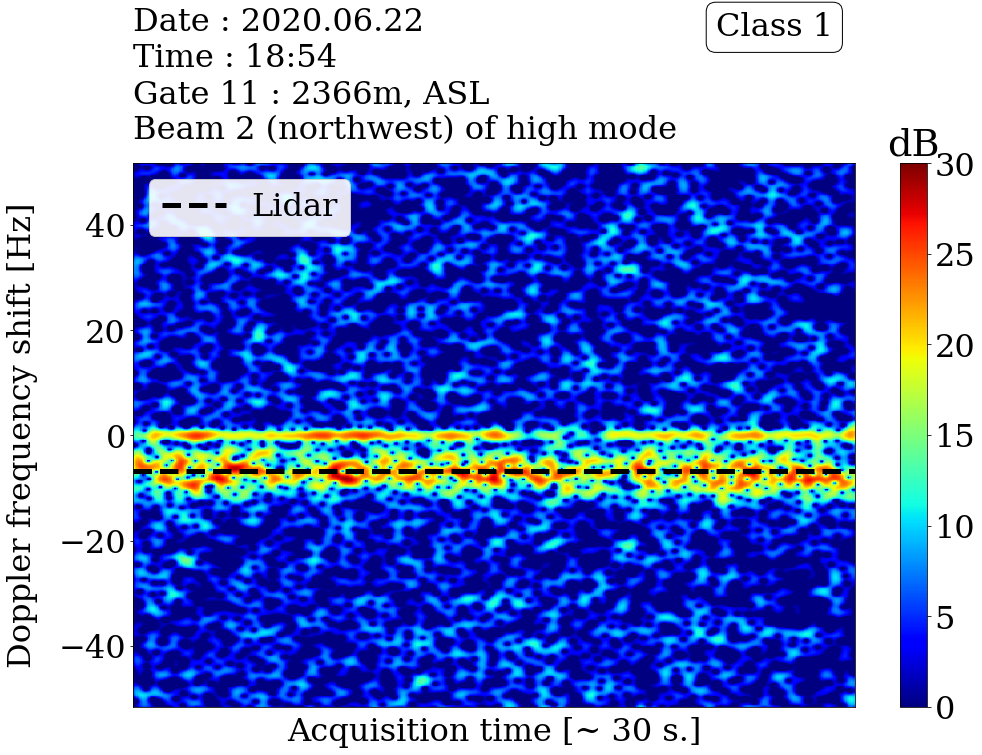 Date : 2020.06.22
Time : 18:54
Gate 11 : 2366m, ASL
Beam 2 (northwest) of high mode
Class 1
dB
Lidar
Doppler frequency shift [Hz]
40
20
0
−20
−40
30
25
20
15
10
5
0
Acquisition time [~ 30 s.]